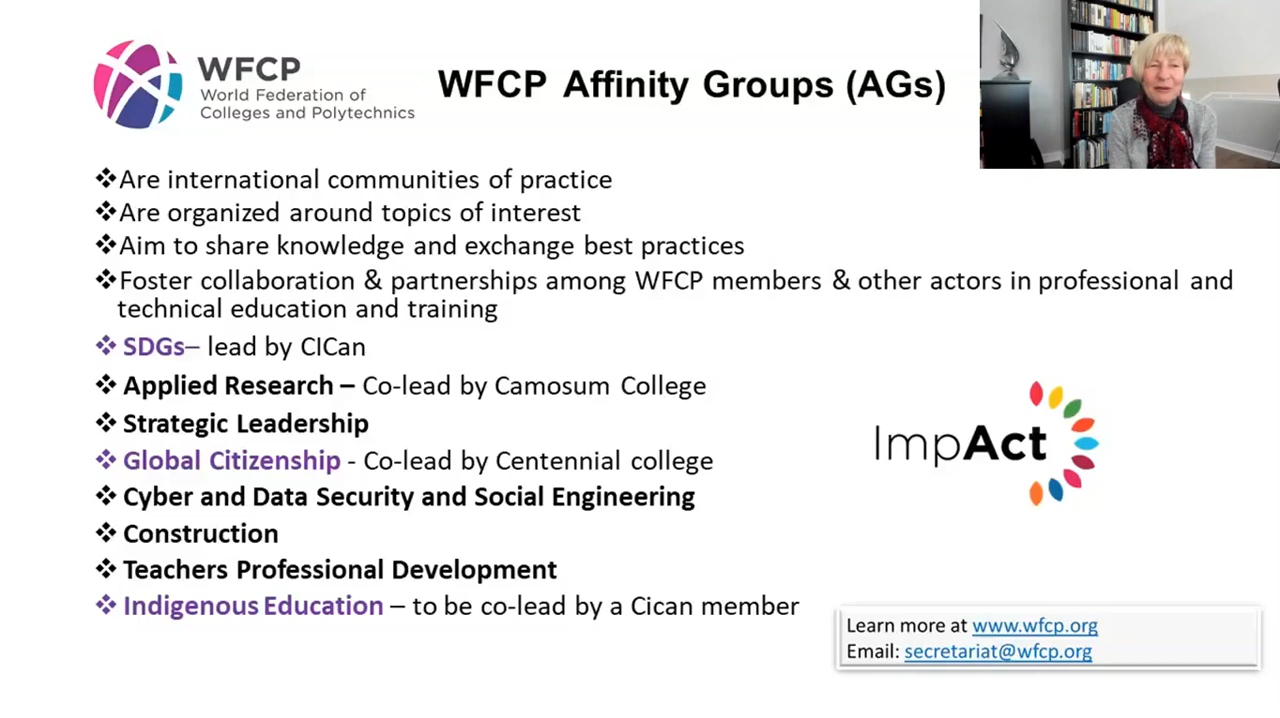 WFCP
World Federation of
Colleges and Polytechnics
WFCP Affinity Groups (AGs)
❖Are international communities of practice
❖Are organized around topics of interest
❖Aim to share knowledge and exchange best practices
❖Foster collaboration & partnerships among WFCP members & other actors in professional and
technical education and training
❖ SDGs– lead by CICan
❖ Applied Research – Co-lead by Camosum College
❖ Strategic Leadership
❖ Global Citizenship - Co-lead by Centennial college
❖ Cyber and Data Security and Social Engineering
❖ Construction
❖ Teachers Professional Development
❖ Indigenous Education – to be co-lead by a Cican member
ImpAct
Learn more at www.wfcp.org
Email: secretariat@wfcp.org